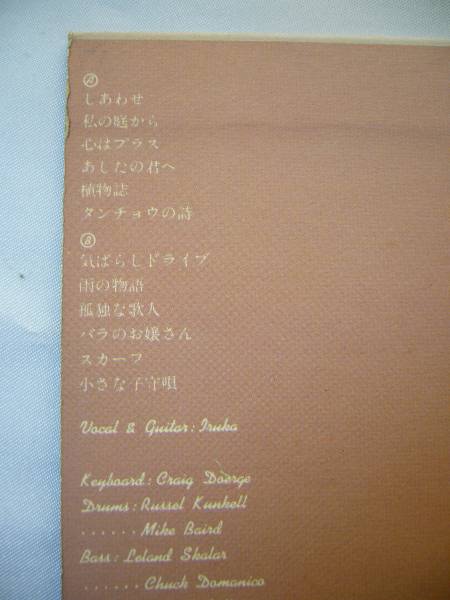 Ⓐ
しあわせ
私の庭から
心はプラス
あしたの君へ
植物誌
タンチョウの詩
Ⓑ
気ばらしドライブ
雨の物語
孤独な歌人
バラのお嬢さん
スカーフ
小さな子守唄
Vocal & Guitar: Iruka
Keyboard: Craig Doerge
Drums: Russel Kunkell
...... Mike Baird
Bass: Leland Skalar
...... Chuck Domanico